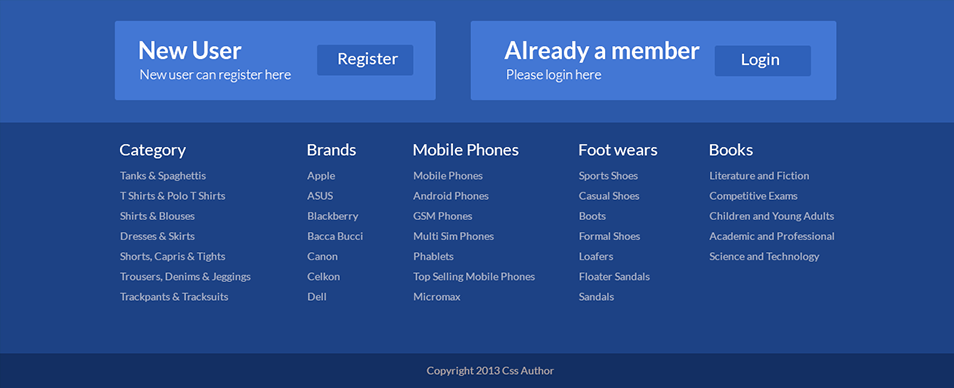 New User
New user can register here
Register
Already a member
Please login here
Login
Category
Tanks & Spaghettis
T Shirts & Polo T Shirts
Shirts & Blouses
Dresses & Skirts
Shorts, Capris & Tights
Trousers, Denims & Jeggings
Trackpants & Tracksuits
Brands
Apple
ASUS
Blackberry
Bacca Bucci
Canon
Celkon
Dell
Mobile Phones
Mobile Phones
Android Phones
GSM Phones
Multi Sim Phones
Phablets
Top Selling Mobile Phones
Micromax
Foot wears
Sports Shoes
Casual Shoes
Boots
Formal Shoes
Loafers
Floater Sandals
Sandals
Books
Literature and Fiction
Competitive Exams
Children and Young Adults
Academic and Professional
Science and Technology
Copyright 2013 Css Author